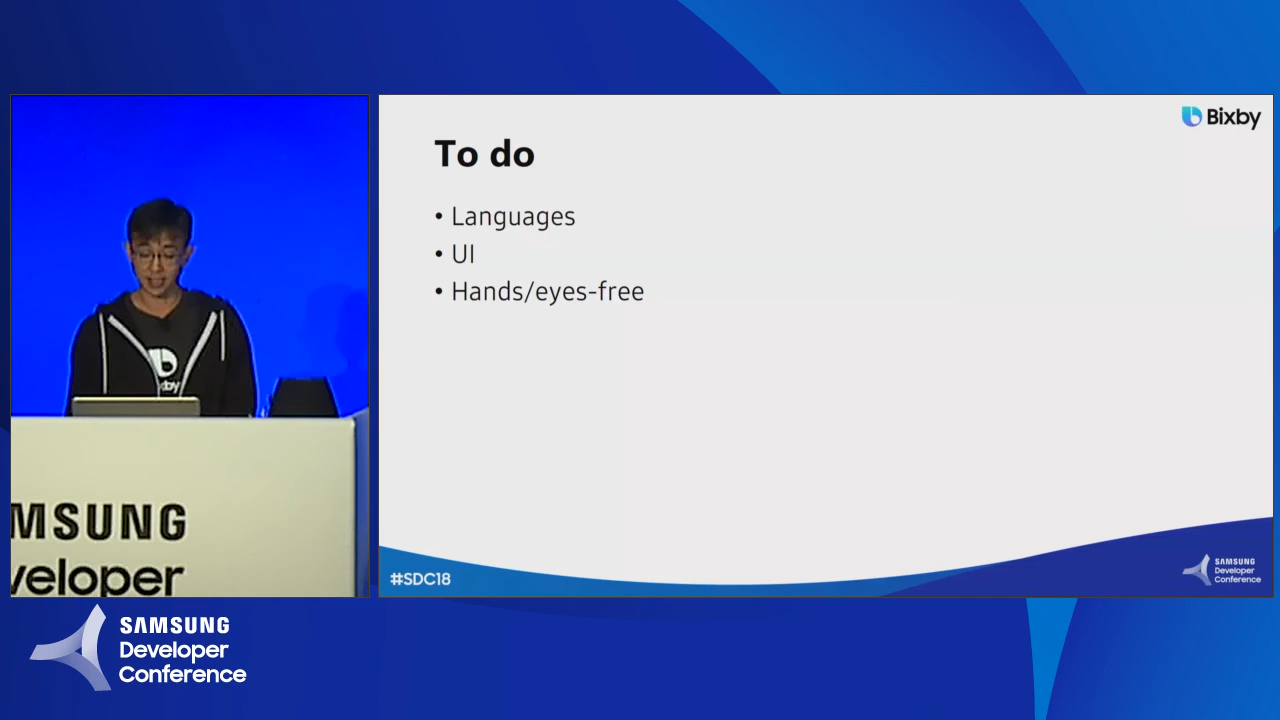 Bixby
To do
• Languages
• UI
• Hands/eyes-free
MSUNG
veloper
#SDC18
SAMSUNG
Developer
Conference
SAMSUNG
Developer
Conference